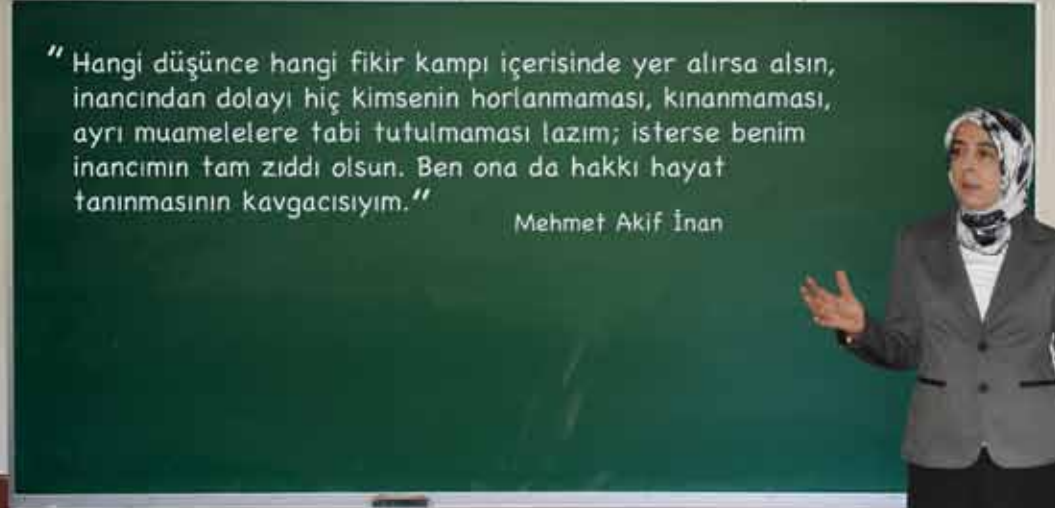 " Hangi düşünce hangi fikir kampı içerisinde yer alırsa alsın,
inancından dolayı hiç kimsenin horlanmaması, kınanmaması,
ayrı muamelelere tabi tutulmaması lazım; isterse benim
inancımın tam zıddı olsun. Ben ona da hakkı hayat
tanınmasının kavgacısıyım."
Mehmet Akif İnan